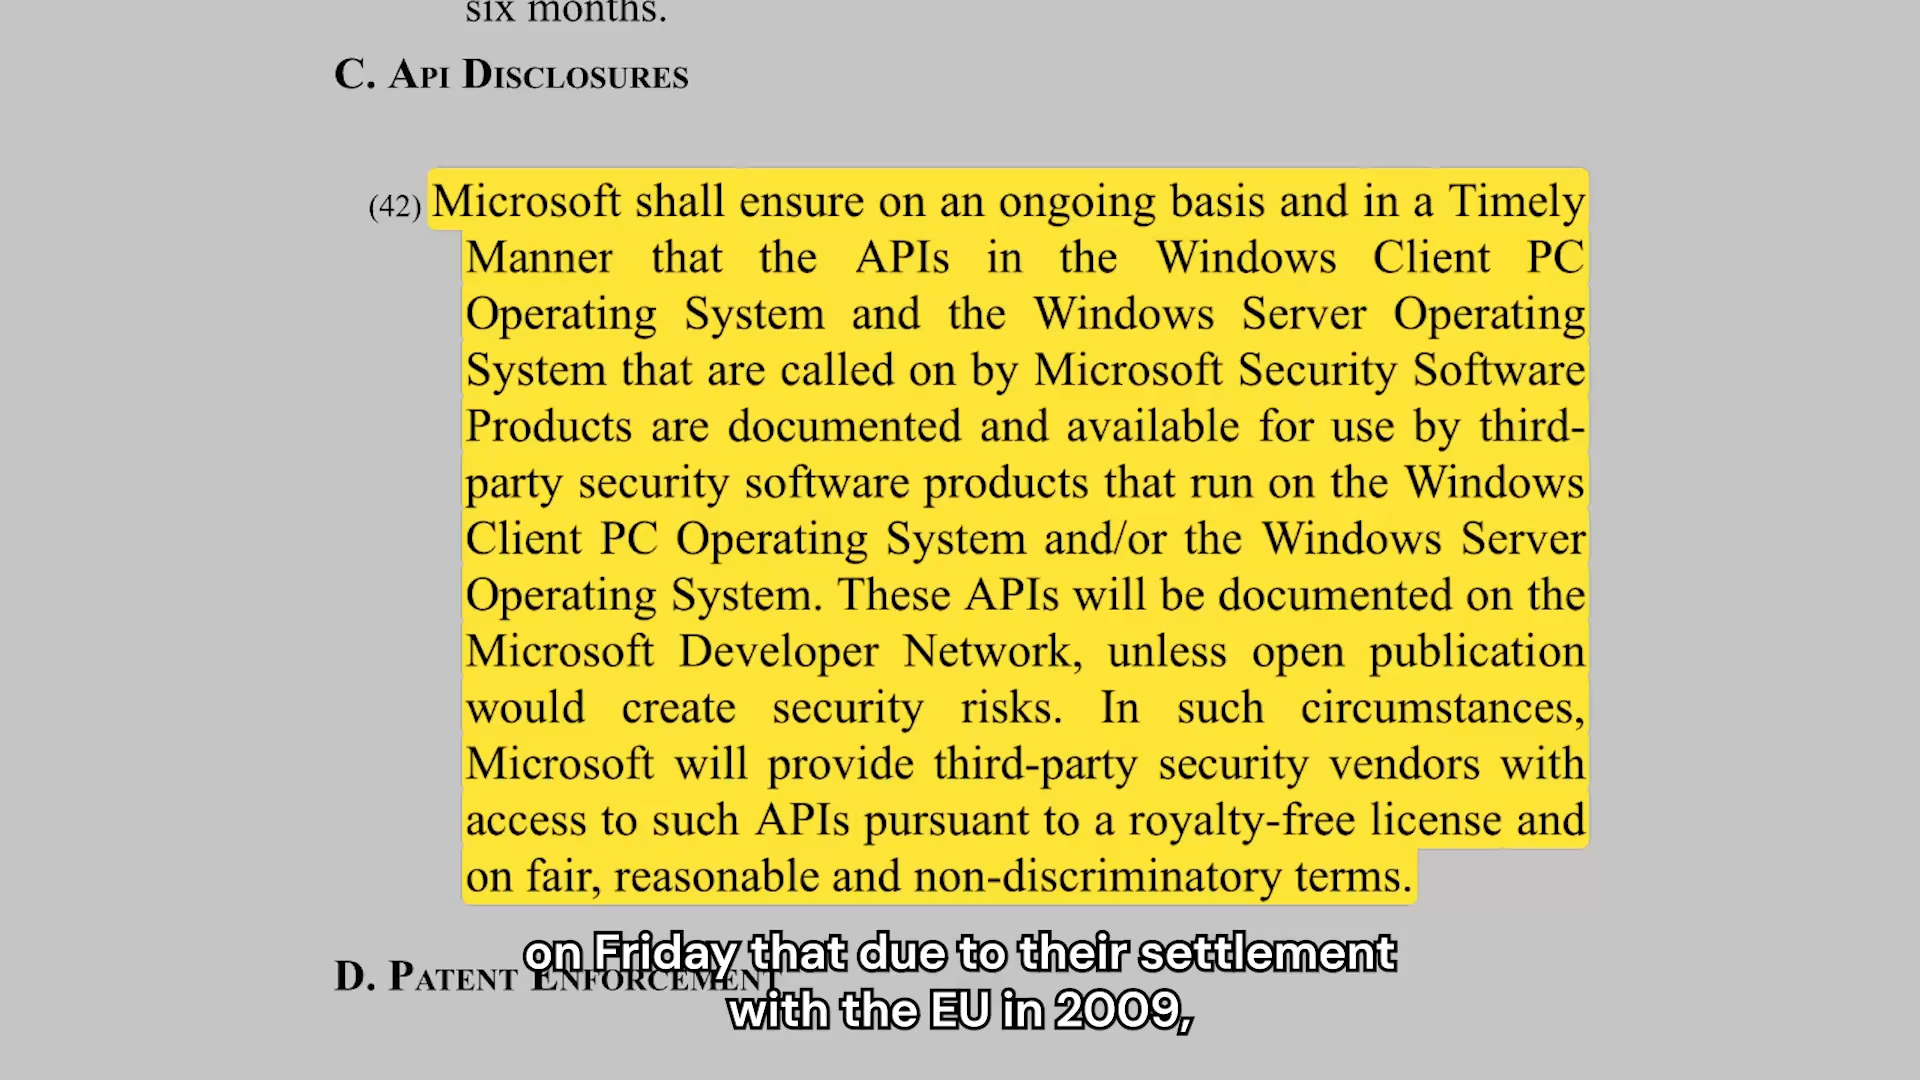 six months.
C. API DISCLOSURES
(42) Microsoft shall ensure on an ongoing basis and in a Timely
Manner that the APIs in the Windows Client PC
Operating System and the Windows Server Operating
System that are called on by Microsoft Security Software
Products are documented and available for use by third-
party security software products that run on the Windows
Client PC Operating System and/or the Windows Server
Operating System. These APIs will be documented on the
Microsoft Developer Network, unless open publication
would create security risks. In such circumstances,
Microsoft will provide third-party security vendors with
access to such APIs pursuant to a royalty-free license and
on fair, reasonable and non-discriminatory terms.
on Friday that due to their settlement
D. PATENT ENFORCEMENT
with the EU in 2009,